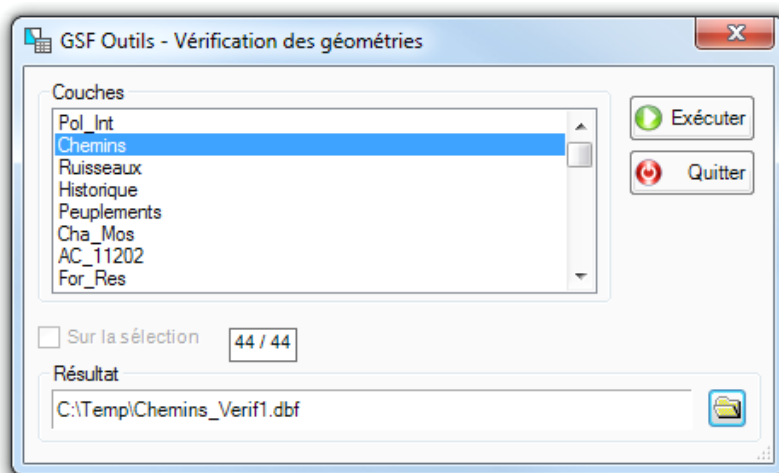 GSF Outils - Vérification des géométries
Couches
Pol_Int
Chemins
Ruisseaux
Historique
Peuplements
Cha_Mos
AC_11202
For_Res
Exécuter
Quitter
Sur la sélection
44 / 44
Résultat
C:\Temp\Chemins_Verif1.dbf